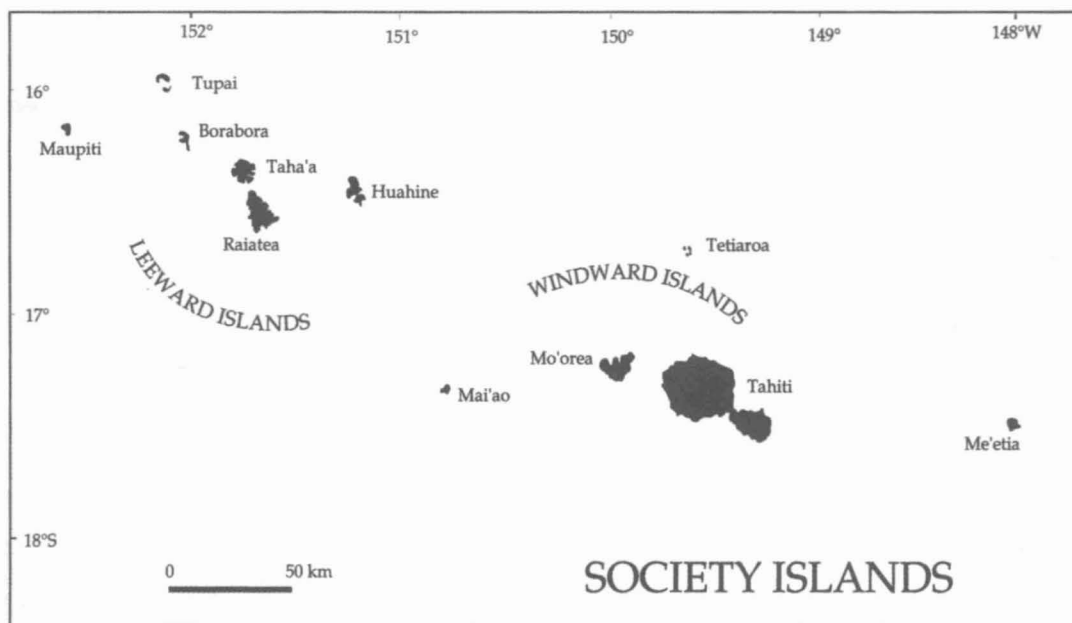 152°
151°
150°
149°
148°W
16°
Tupai
Maupiti
Borabora
Taha'a
Huahine
Raiatea
Tetiaroa
LEEWARD ISLANDS
WINDWARD ISLANDS
17°
Mo'orea
Tahiti
Mai'ao
Me'etia
18°S
0 50 km
SOCIETY ISLANDS